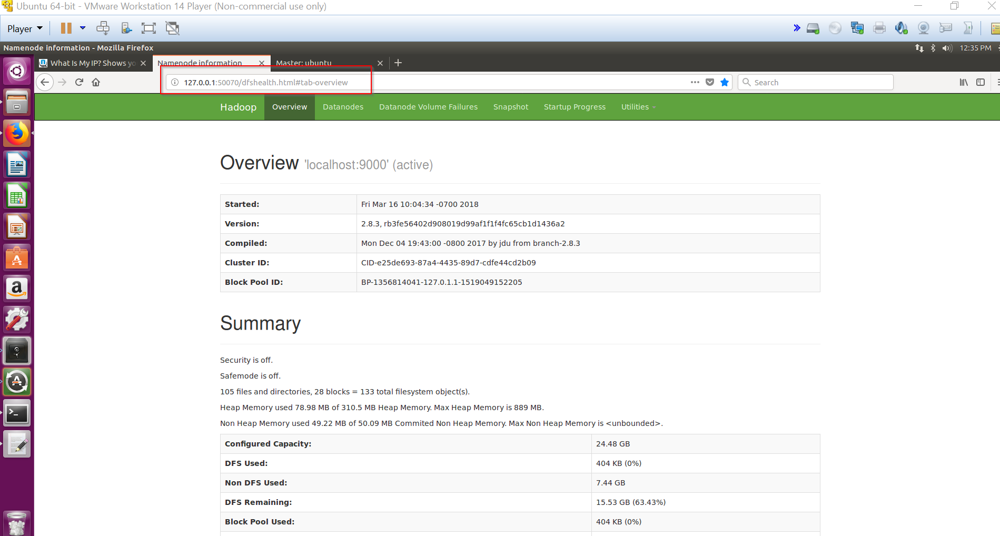 Ubuntu 64-bit - VMware Workstation 14 Player (Non-commercial use only)
Player
Namenode information - Mozilla Firefox
12:35 PM
What Is My IP? Shows yo
Namenode information
Master: ubuntu
127.0.0.1:50070/dfshealth.html#tab-overview
Search
Hadoop Overview Datanodes Datanode Volume Failures Snapshot Startup Progress Utilities
Overview 'localhost:9000' (active)
Started: Fri Mar 16 10:04:34 -0700 2018
Version: 2.8.3, rb3fe56402d908019d99af1f1f4fc65cb1d1436a2
Compiled: Mon Dec 04 19:43:00 -0800 2017 by jdu from branch-2.8.3
Cluster ID: CID-e25de693-87a4-4435-89d7-cdfe44cd2b09
Block Pool ID: BP-1356814041-127.0.1.1-1519049152205
Summary
Security is off.
Safemode is off.
105 files and directories, 28 blocks = 133 total filesystem object(s).
Heap Memory used 78.98 MB of 310.5 MB Heap Memory. Max Heap Memory is 889 MB.
Non Heap Memory used 49.22 MB of 50.09 MB Commited Non Heap Memory. Max Non Heap Memory is <unbounded>.
Configured Capacity: 24.48 GB
DFS Used: 404 KB (0%)
Non DFS Used: 7.44 GB
DFS Remaining: 15.53 GB (63.43%)
Block Pool Used: 404 KB (0%)